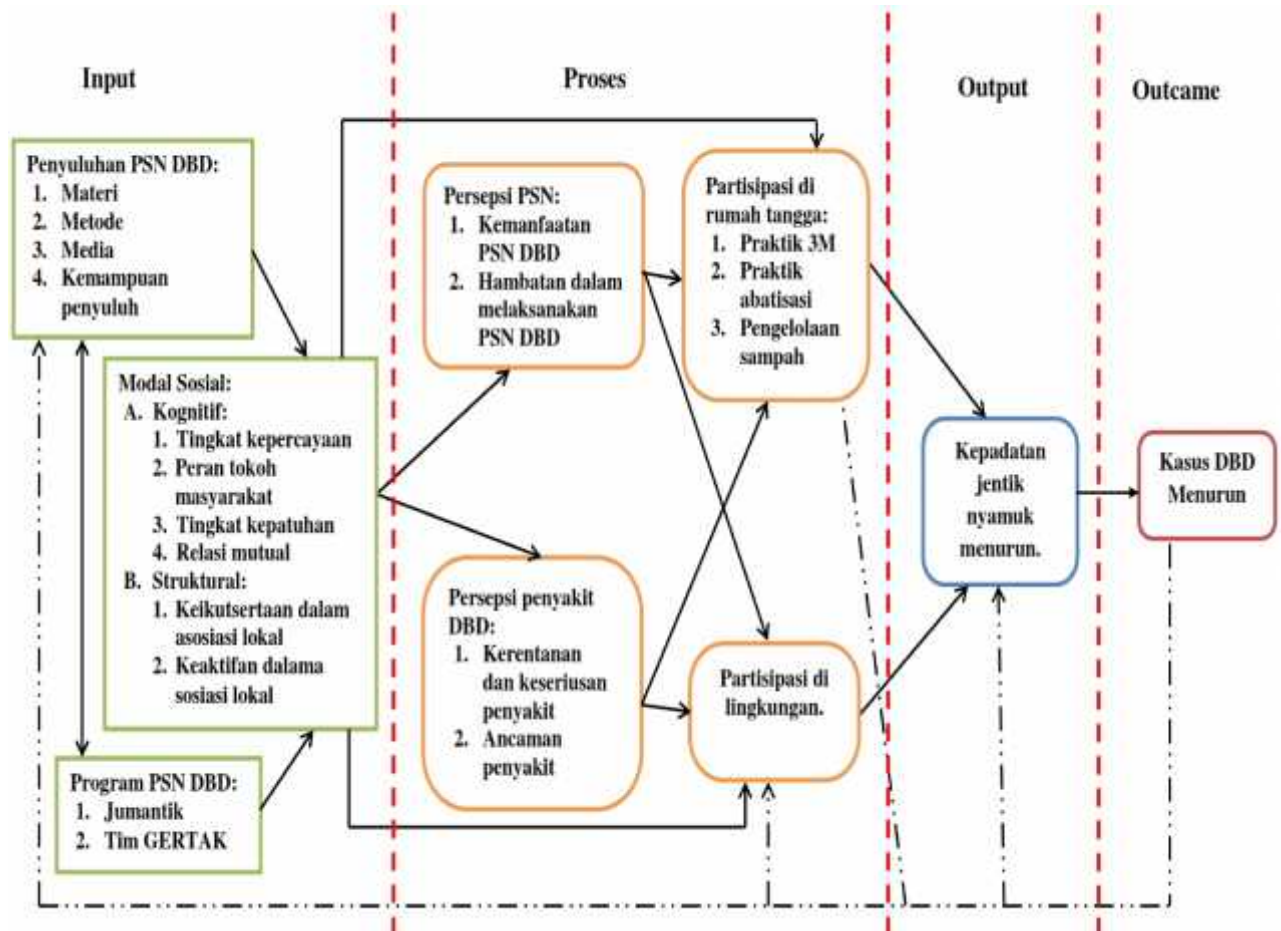 Input
Proses
Output
Outcame
Penyuluhan PSN DBD:
1. Materi
2. Metode
3. Media
4. Kemampuan
penyuluh
Modal Sosial:
A. Kognitif:
1. Tingkat kepercayaan
2. Peran tokoh
masyarakat
3. Tingkat kepatuhan
4. Relasi mutual
B. Struktural:
1. Keikutsertaan dalam
asosiasi lokal
2. Keaktifan dalama
sosiasi lokal
Program PSN DBD:
1. Jumantik
2. Tim GERTAK
Persepsi PSN:
1. Kemanfaatan
PSN DBD
2. Hambatan dalam
melaksanakan
PSN DBD
Persepsi penyakit
DBD:
1. Kerentanan
dan keseriusan
penyakit
2. Ancaman
penyakit
Partisipasi di
rumah tangga:
1. Praktik 3M
2. Praktik
abatisasi
3. Pengelolaan
sampah
Partisipasi di
lingkungan.
Kepadatan
jentik
nyamuk
menurun.
Kasus DBD
Menurun